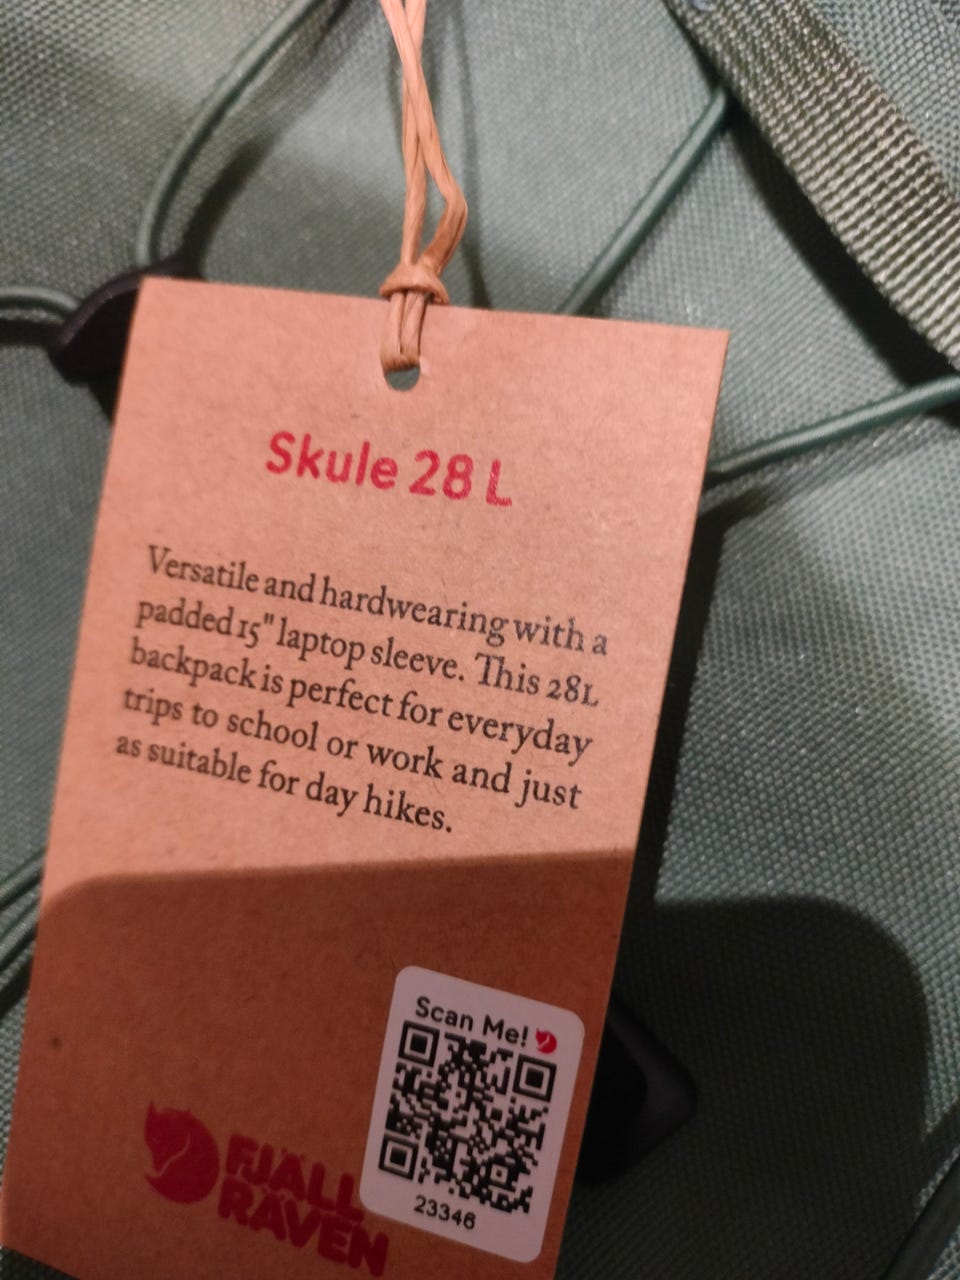 Skule 28 L
Versatile and hardwearing with a
padded 15" laptop sleeve. This 28L
backpack is perfect for everyday
trips to school or work and just
as suitable for day hikes.
Scan Me!
23346
FJÄLL
RÄVEN